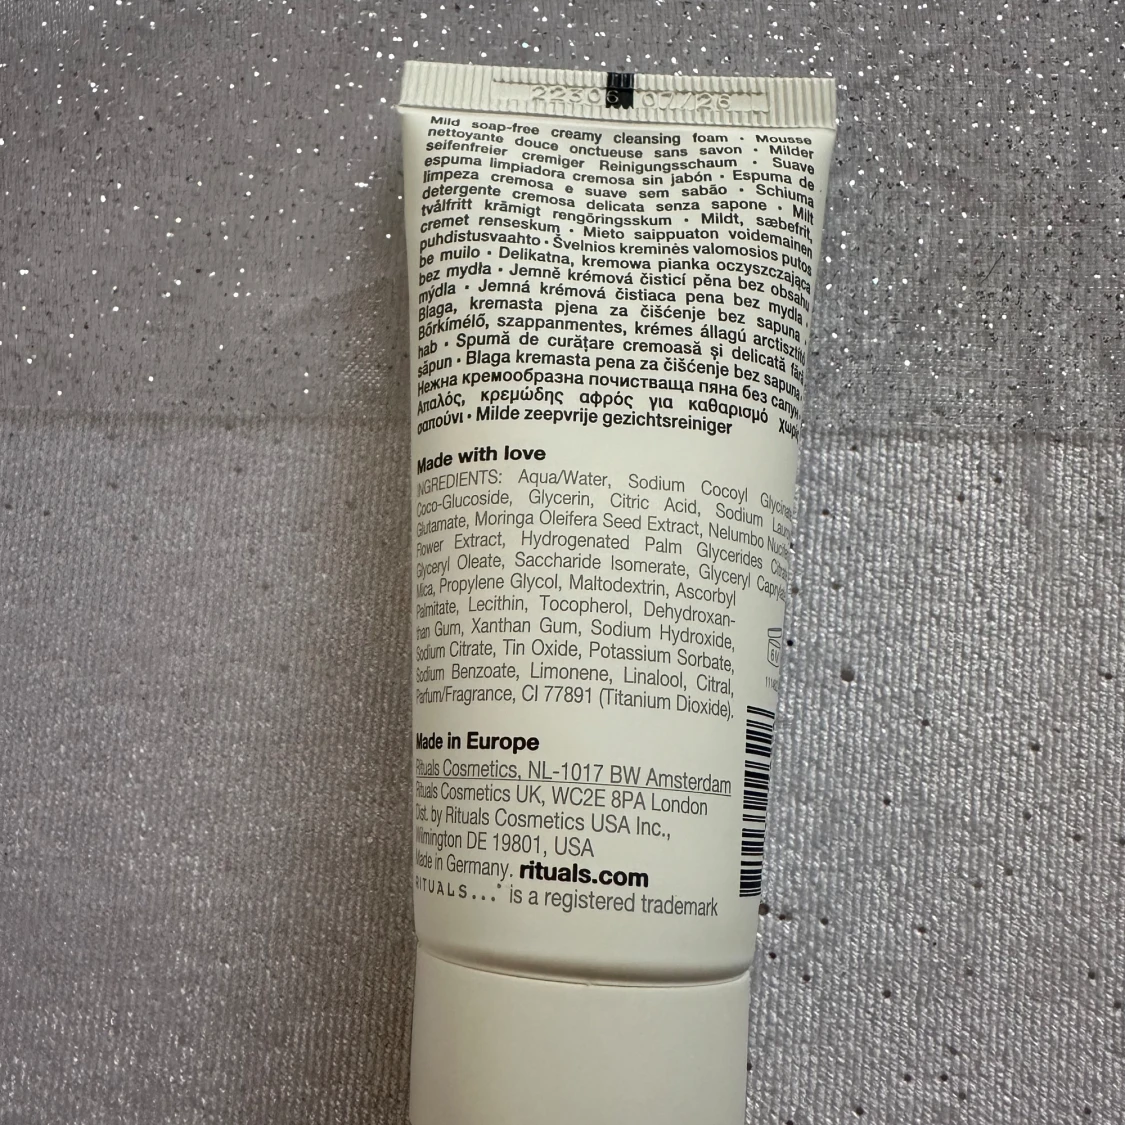 22306 07/26
Mild soap-free creamy cleansing foam • Mousse
nettoyante douce onctueuse sans savon • Milder
seifenfreier cremiger Reinigungsschaum • Suave
espuma limpiadora cremosa sin jabón • Espuma de
limpeza cremosa e suave sem sabão • Schiuma
detergente cremosa delicata senza sapone • Milt
tvålfritt krämigt rengöringsskum • Mildt, sæbefrit,
cremet renseskum • Mieto saippuaton voidemainen
puhdistusvaahto • Švelnios kreminės valomosios putos
be muilo • Delikatna, kremowa pianka oczyszczająca
bez mydła • Jemně krémová čisticí pěna bez obsahu
mýdla • Jemná krémová čistiaca pena bez mydla •
Blaga, kremasta pjena za čišćenje bez sapuna •
Bőrkímélő, szappanmentes, krémes állagú arctisztító
hab • Spumă de curățare cremoasă și delicată fără
săpun • Blaga kremasta pena za čišćenje bez sapuna •
Нежна кремообразна почистваща пяна без сапун •
Απαλός, κρεμώδης αφρός για καθαρισμό χωρίς
σαπούνι • Milde zeepvrije gezichtsreiniger
Made with love
INGREDIENTS: Aqua/Water, Sodium Cocoyl Glycinate,
Coco-Glucoside, Glycerin, Citric Acid, Sodium Lauroyl
Glutamate, Moringa Oleifera Seed Extract, Nelumbo Nucifera
Flower Extract, Hydrogenated Palm Glycerides Citrate,
Glyceryl Oleate, Saccharide Isomerate, Glyceryl Caprylate,
Mica, Propylene Glycol, Maltodextrin, Ascorbyl
Palmitate, Lecithin, Tocopherol, Dehydroxan-
than Gum, Xanthan Gum, Sodium Hydroxide,
Sodium Citrate, Tin Oxide, Potassium Sorbate,
Sodium Benzoate, Limonene, Linalool, Citral,
Parfum/Fragrance, CI 77891 (Titanium Dioxide).
Made in Europe
Rituals Cosmetics, NL-1017 BW Amsterdam
Rituals Cosmetics UK, WC2E 8PA London
Dist. by Rituals Cosmetics USA Inc.,
Wilmington DE 19801, USA
Made in Germany. rituals.com
RITUALS...® is a registered trademark